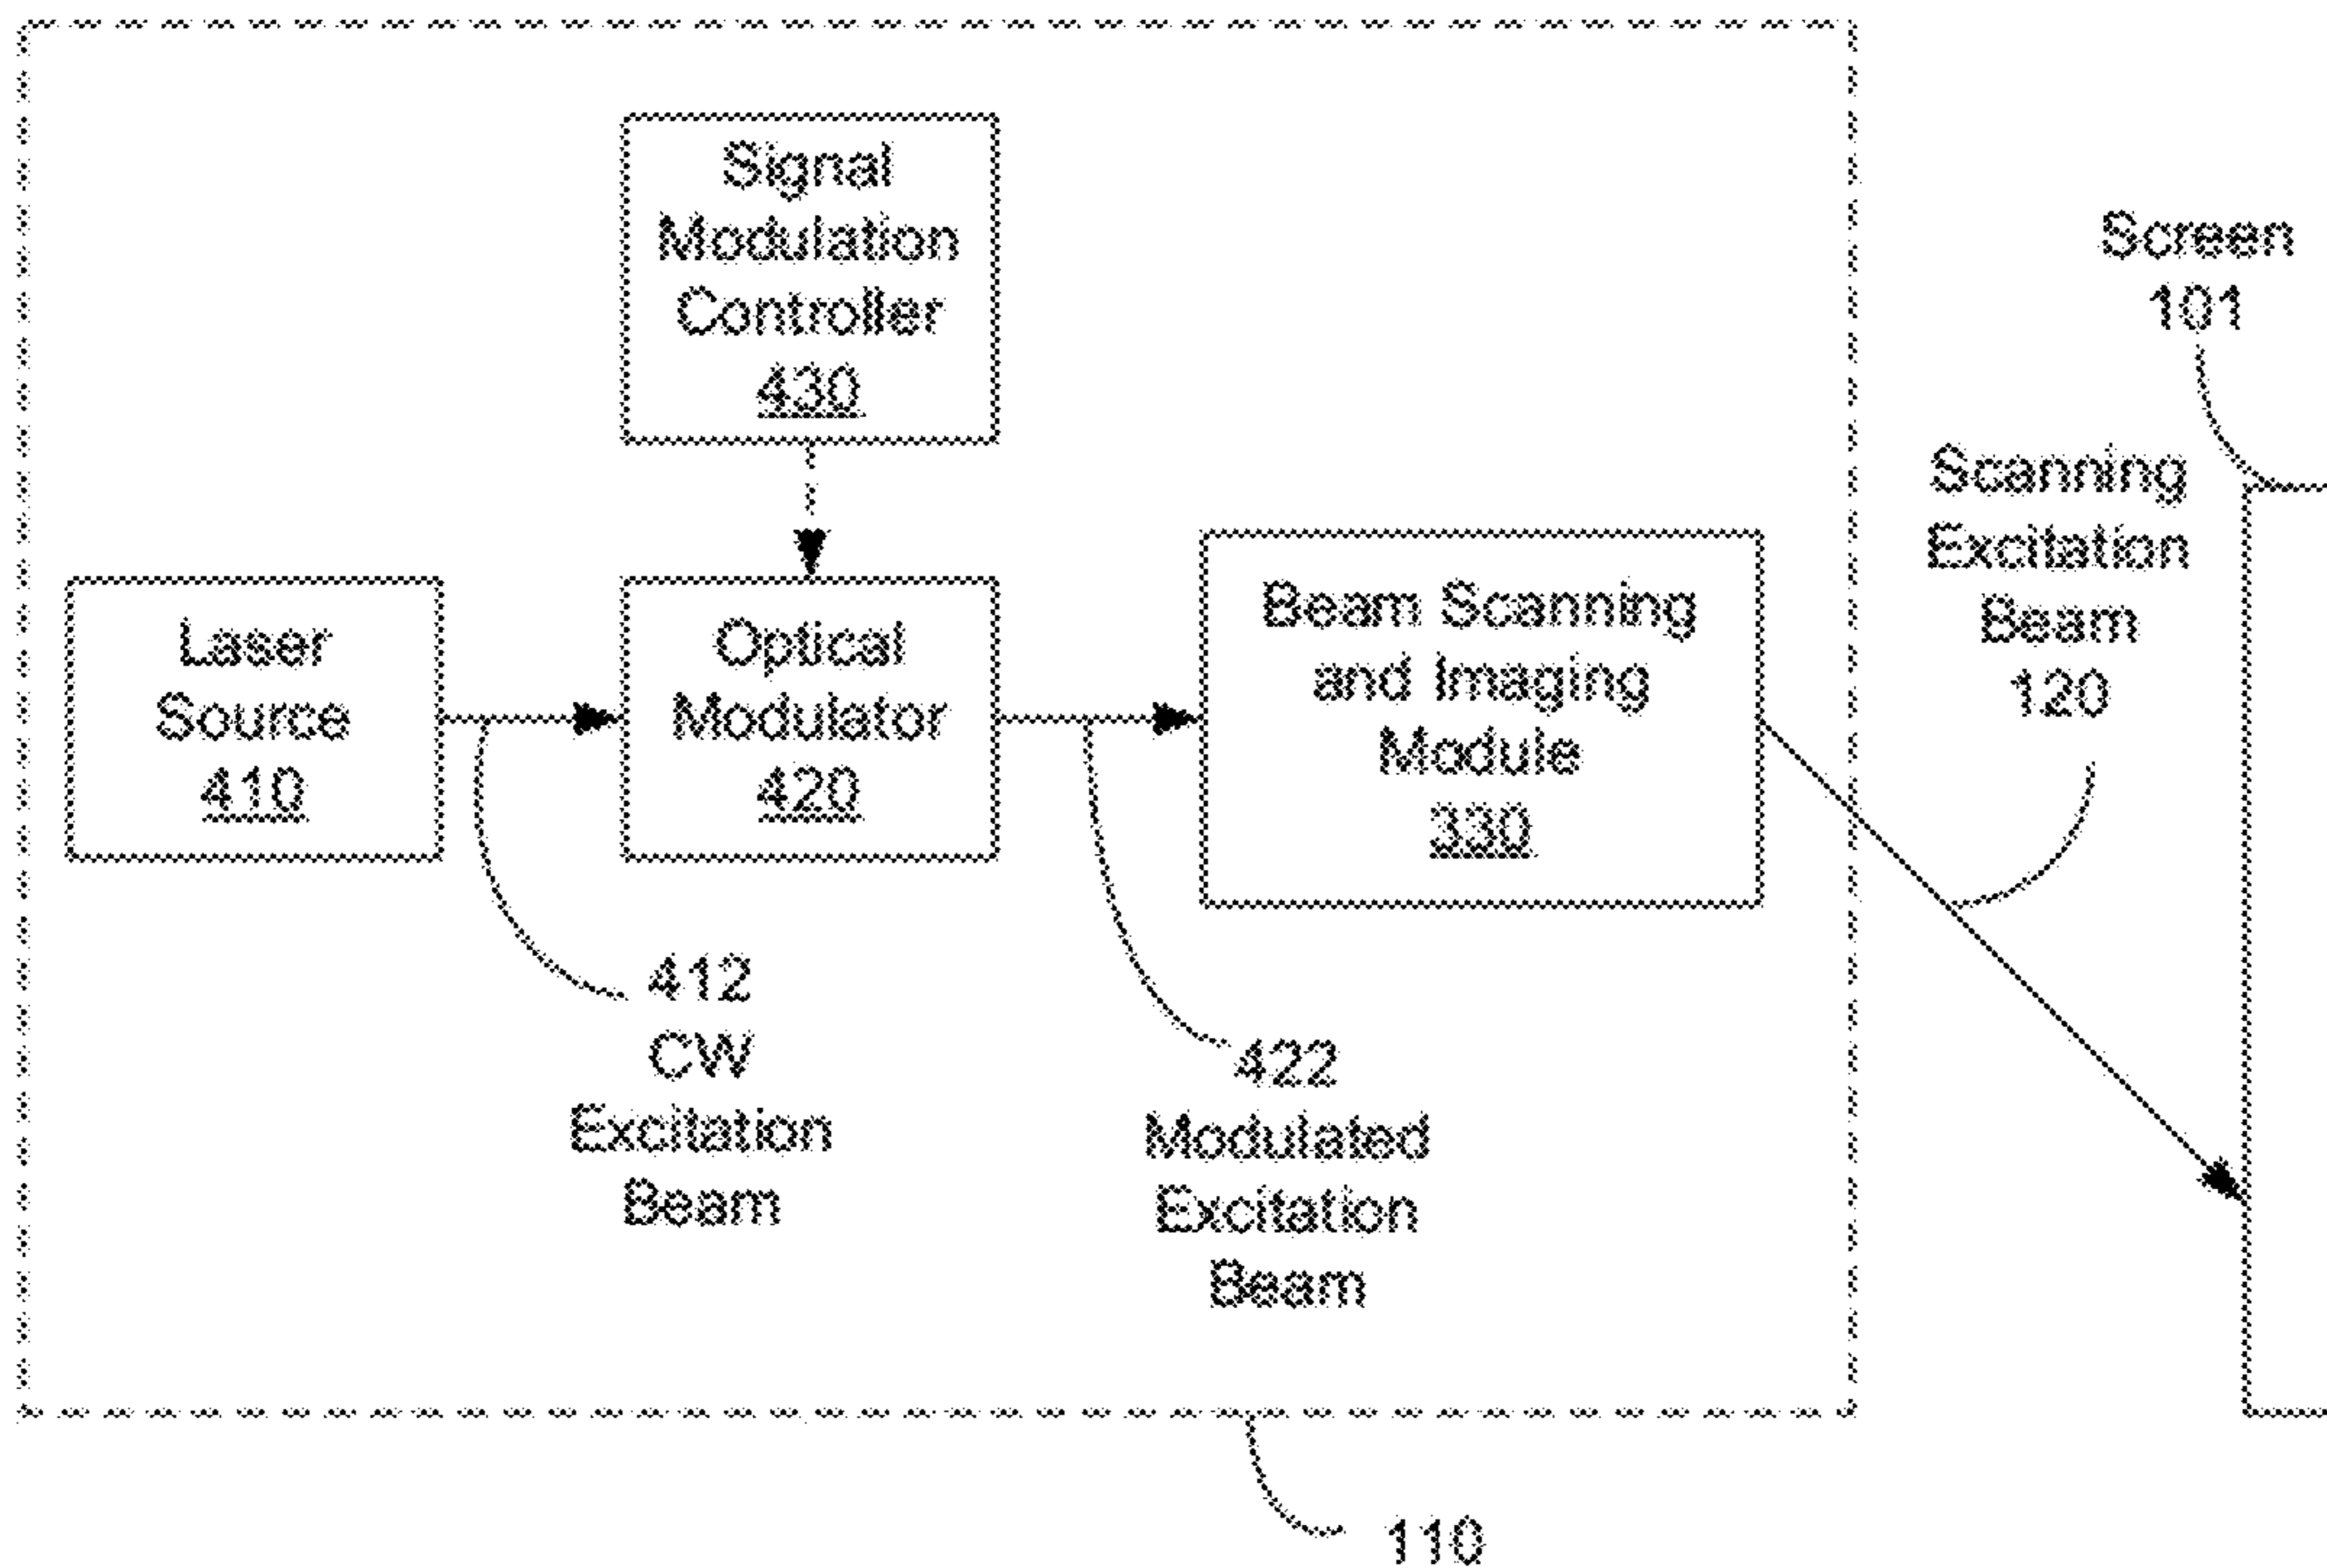 Signal
Modulation
Controller
430
Screen
101
Scanning
Excitation
Beam
120
Laser
Source
410
Optical
Modulator
420
Beam Scanning
and Imaging
Module
330
412
CW
Excitation
Beam
422
Modulated
Excitation
Beam
110